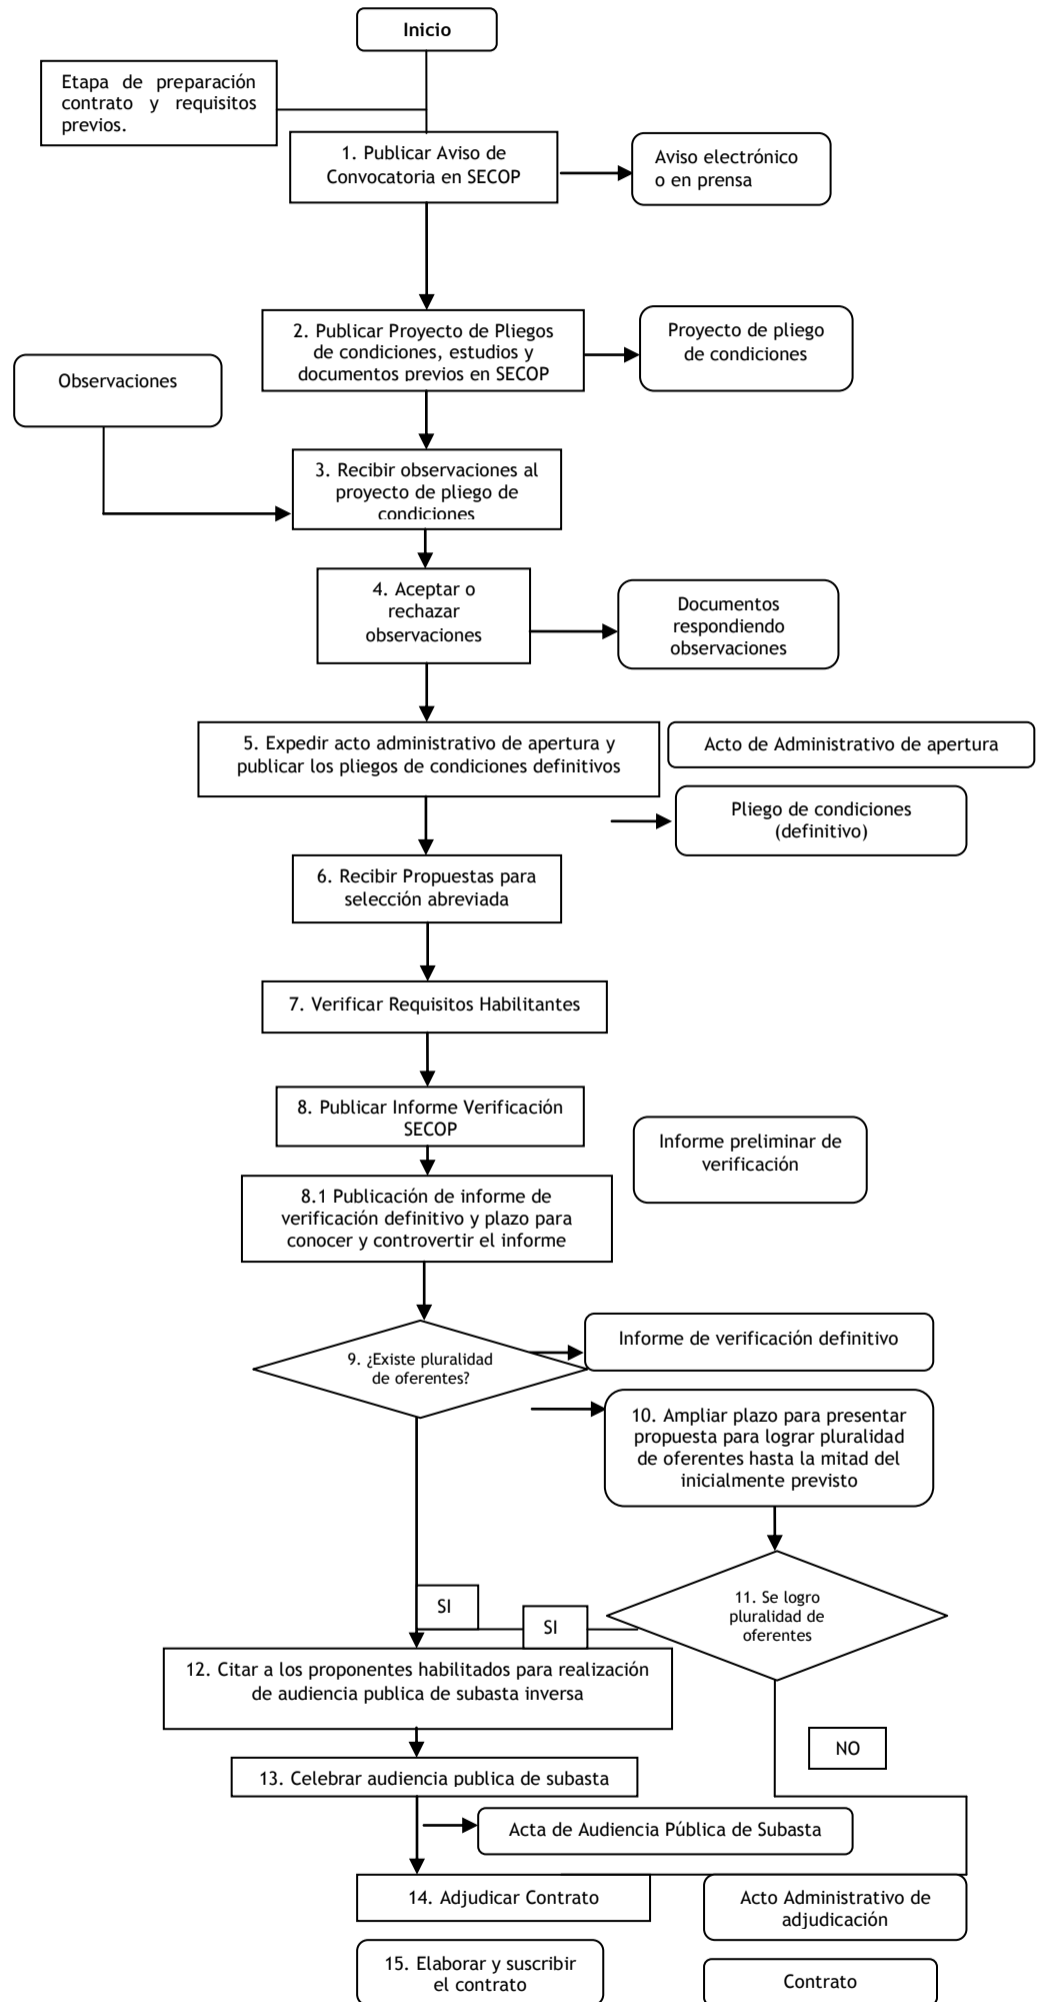 Inicio
Etapa de preparación
contrato y requisitos
previos.
1. Publicar Aviso de
Convocatoria en SECOP
Aviso electrónico
o en prensa
2. Publicar Proyecto de Pliegos
de condiciones, estudios y
documentos previos en SECOP
Proyecto de pliego
de condiciones
Observaciones
3. Recibir observaciones al
proyecto de pliego de
condiciones
4. Aceptar o
rechazar
observaciones
Documentos
respondiendo
observaciones
5. Expedir acto administrativo de apertura y
publicar los pliegos de condiciones definitivos
Acto de Administrativo de apertura
Pliego de condiciones
(definitivo)
6. Recibir Propuestas para
selección abreviada
7. Verificar Requisitos Habilitantes
8. Publicar Informe Verificación
SECOP
Informe preliminar de
verificación
8.1 Publicación de informe de
verificación definitivo y plazo para
conocer y controvertir el informe
Informe de verificación definitivo
9. ¿Existe pluralidad
de oferentes?
10. Ampliar plazo para presentar
propuesta para lograr pluralidad
de oferentes hasta la mitad del
inicialmente previsto
11. Se logro
pluralidad de
oferentes
SI
SI
12. Citar a los proponentes habilitados para realización
de audiencia publica de subasta inversa
NO
13. Celebrar audiencia publica de subasta
Acta de Audiencia Pública de Subasta
14. Adjudicar Contrato
Acto Administrativo de
adjudicación
15. Elaborar y suscribir
el contrato
Contrato